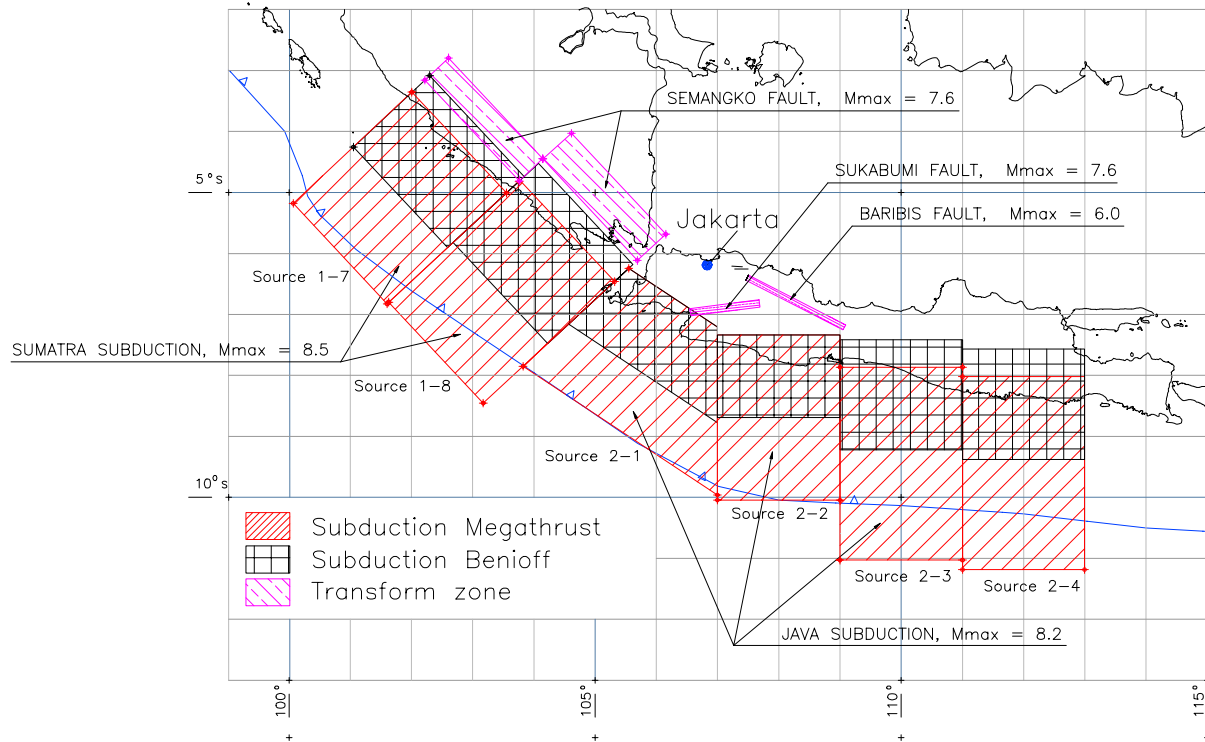 SEMANGKO FAULT, Mmax = 7.6
5°s
SUKABUMI FAULT, Mmax = 7.6
Jakarta
BARIBIS FAULT, Mmax = 6.0
Source 1-7
SUMATRA SUBDUCTION, Mmax = 8.5
Source 1-8
Source 2-1
10°s
Source 2-2
Subduction Megathrust
Subduction Benioff
Source 2-3
Source 2-4
Transform zone
JAVA SUBDUCTION, Mmax = 8.2
100°
105°
110°
115°